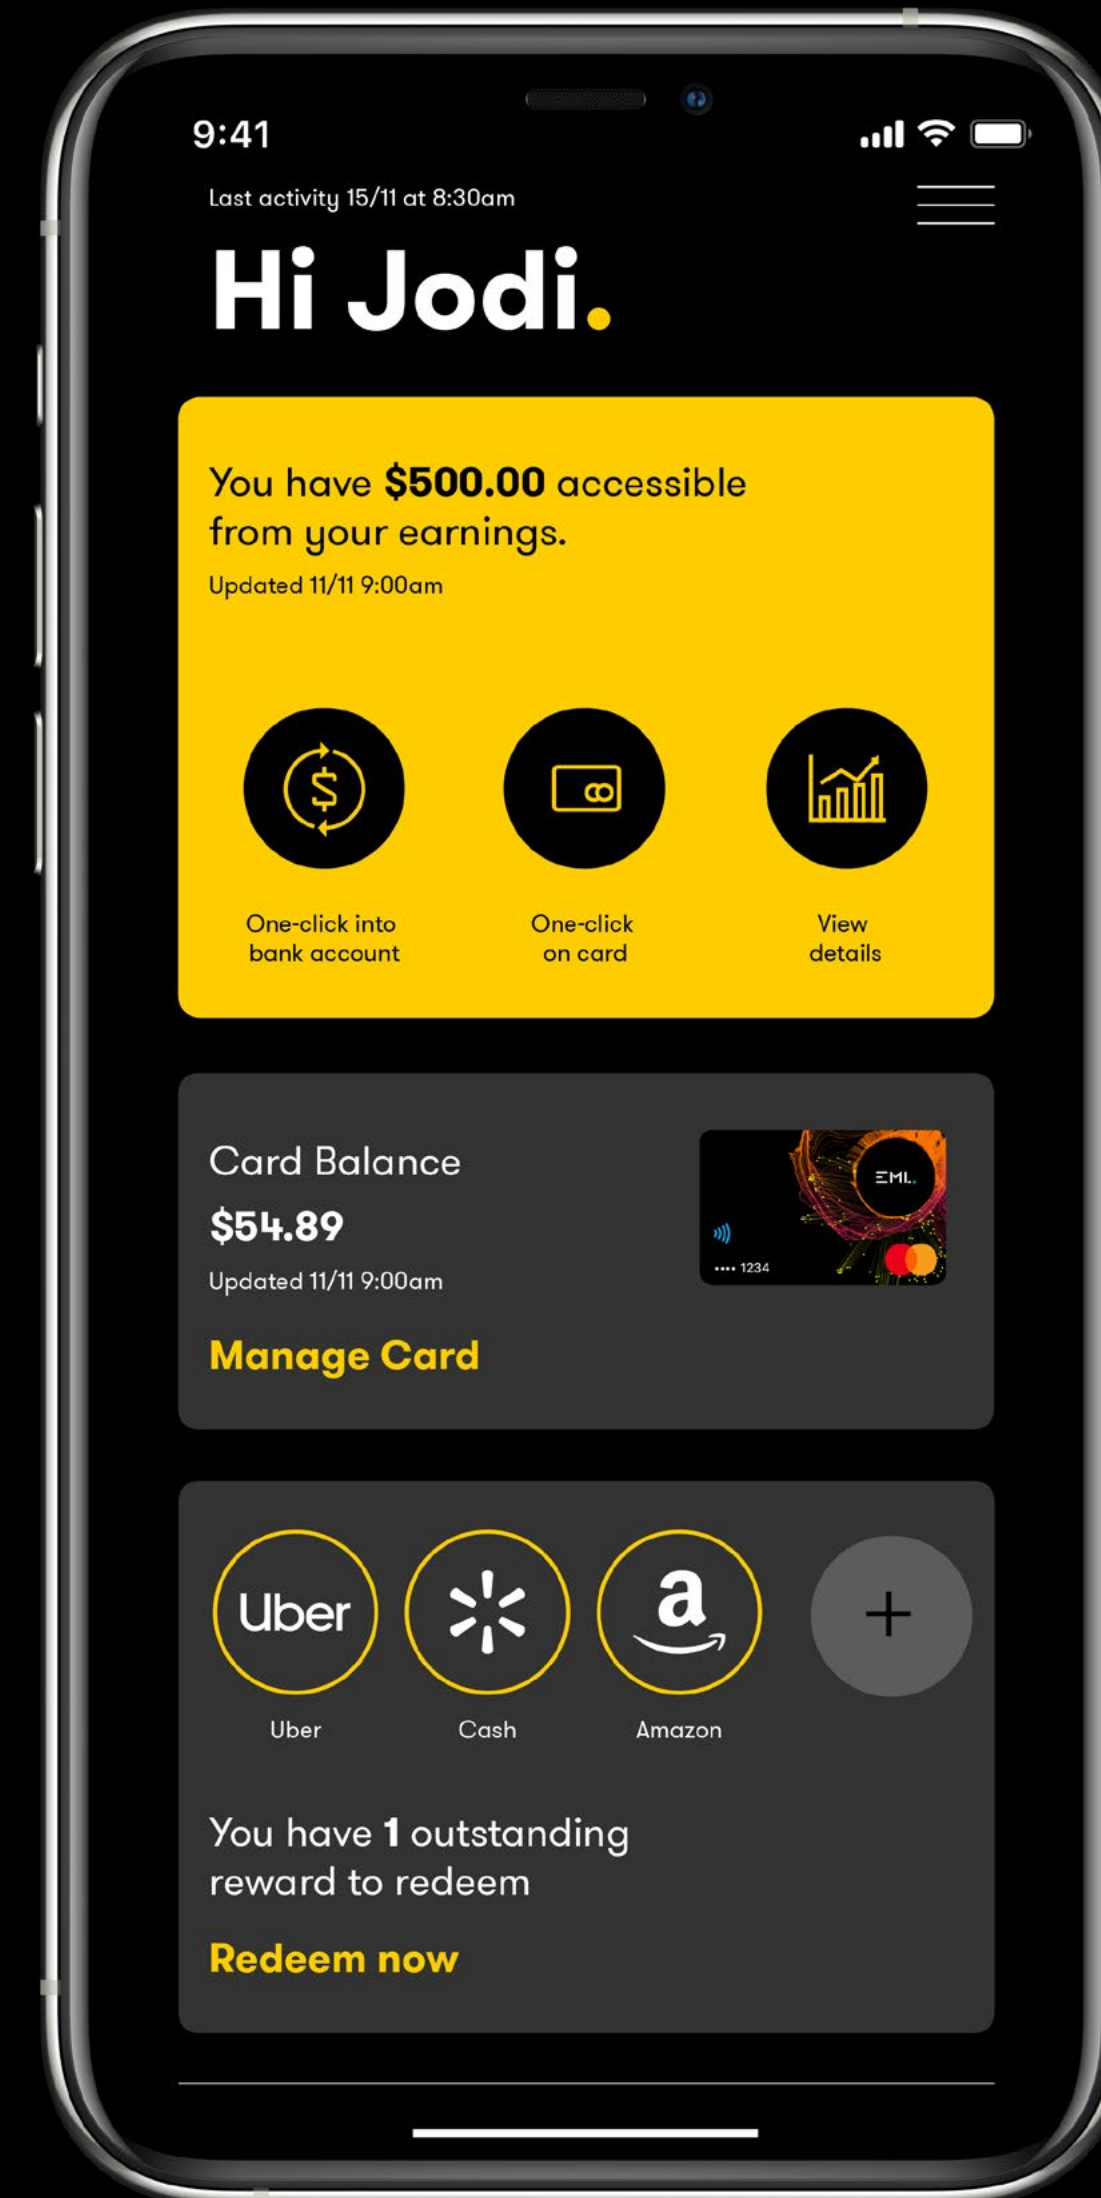 9:41
Last activity 15/11 at 8:30am
Hi Jodi.
You have $500.00 accessible
from your earnings.
Updated 11/11 9:00am
One-click into
bank account
One-click
on card
View
details
Card Balance
$54.89
Updated 11/11 9:00am
Manage Card
EML.
•••• 1234
Uber
Uber
Cash
a
Amazon
You have 1 outstanding
reward to redeem
Redeem now